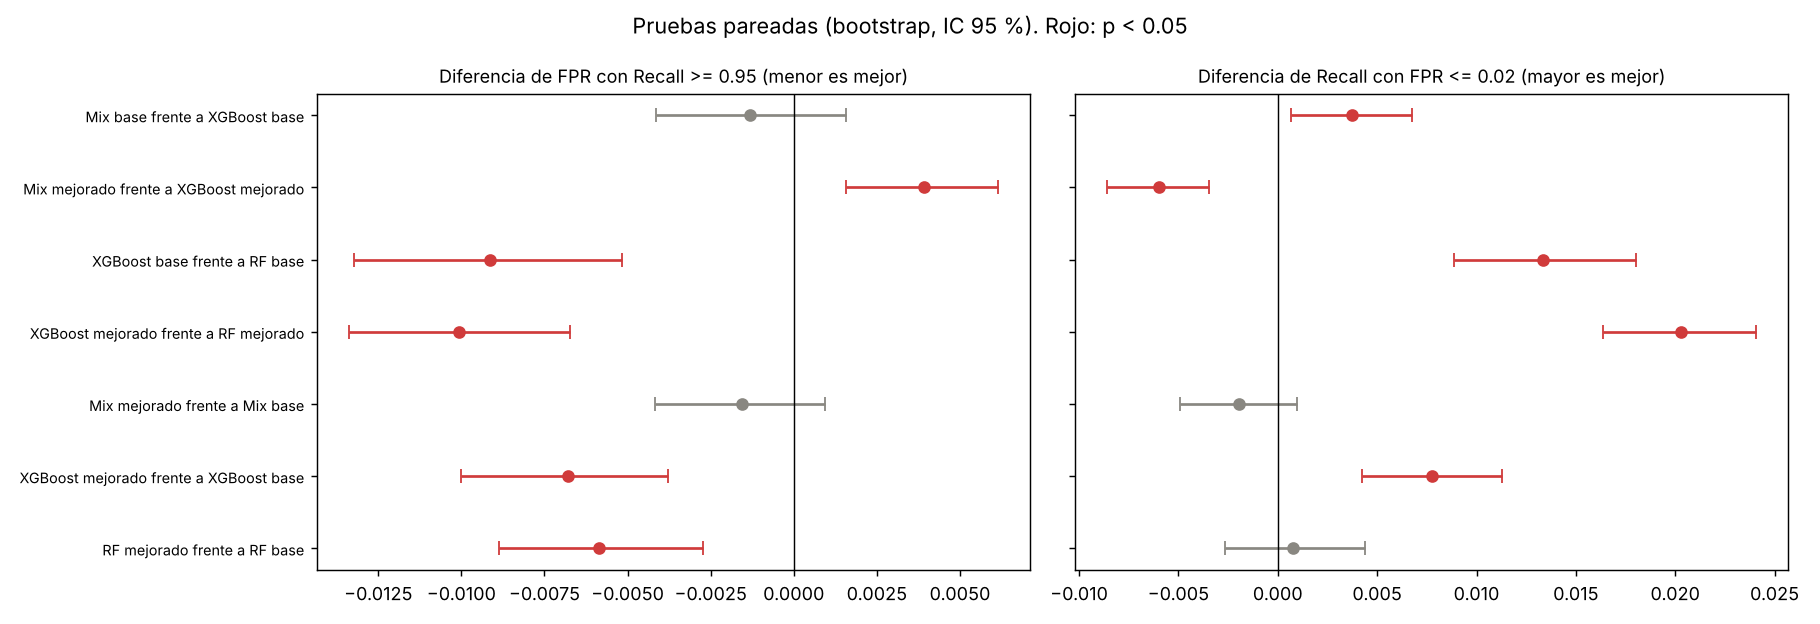 Pruebas pareadas (bootstrap, IC 95 %). Rojo: p < 0.05
Diferencia de FPR con Recall >= 0.95 (menor es mejor)
Diferencia de Recall con FPR <= 0.02 (mayor es mejor)
Mix base frente a XGBoost base
Mix mejorado frente a XGBoost mejorado
XGBoost base frente a RF base
XGBoost mejorado frente a RF mejorado
Mix mejorado frente a Mix base
XGBoost mejorado frente a XGBoost base
RF mejorado frente a RF base
−0.0125 −0.0100 −0.0075 −0.0050 −0.0025 0.0000 0.0025 0.0050
−0.010 −0.005 0.000 0.005 0.010 0.015 0.020 0.025